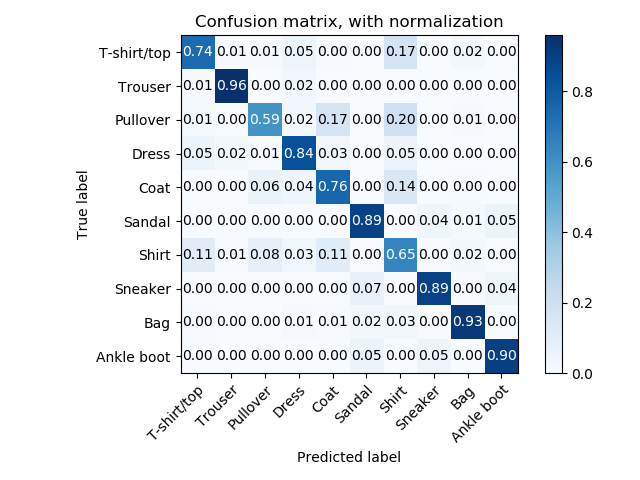 Confusion matrix, with normalization
T-shirt/top 0.74 0.01 0.01 0.05 0.00 0.00 0.17 0.00 0.02 0.00
Trouser 0.01 0.96 0.00 0.02 0.00 0.00 0.00 0.00 0.00 0.00
Pullover 0.01 0.00 0.59 0.02 0.17 0.00 0.20 0.00 0.01 0.00
Dress 0.05 0.02 0.01 0.84 0.03 0.00 0.05 0.00 0.00 0.00
Coat 0.00 0.00 0.06 0.04 0.76 0.00 0.14 0.00 0.00 0.00
Sandal 0.00 0.00 0.00 0.00 0.00 0.89 0.00 0.04 0.01 0.05
Shirt 0.11 0.01 0.08 0.03 0.11 0.00 0.65 0.00 0.02 0.00
Sneaker 0.00 0.00 0.00 0.00 0.00 0.07 0.00 0.89 0.00 0.04
Bag 0.00 0.00 0.00 0.01 0.01 0.02 0.03 0.00 0.93 0.00
Ankle boot 0.00 0.00 0.00 0.00 0.00 0.05 0.00 0.05 0.00 0.90
True label
T-shirt/top Trouser Pullover Dress Coat Sandal Shirt Sneaker Bag Ankle boot
Predicted label
0.8
0.6
0.4
0.2
0.0